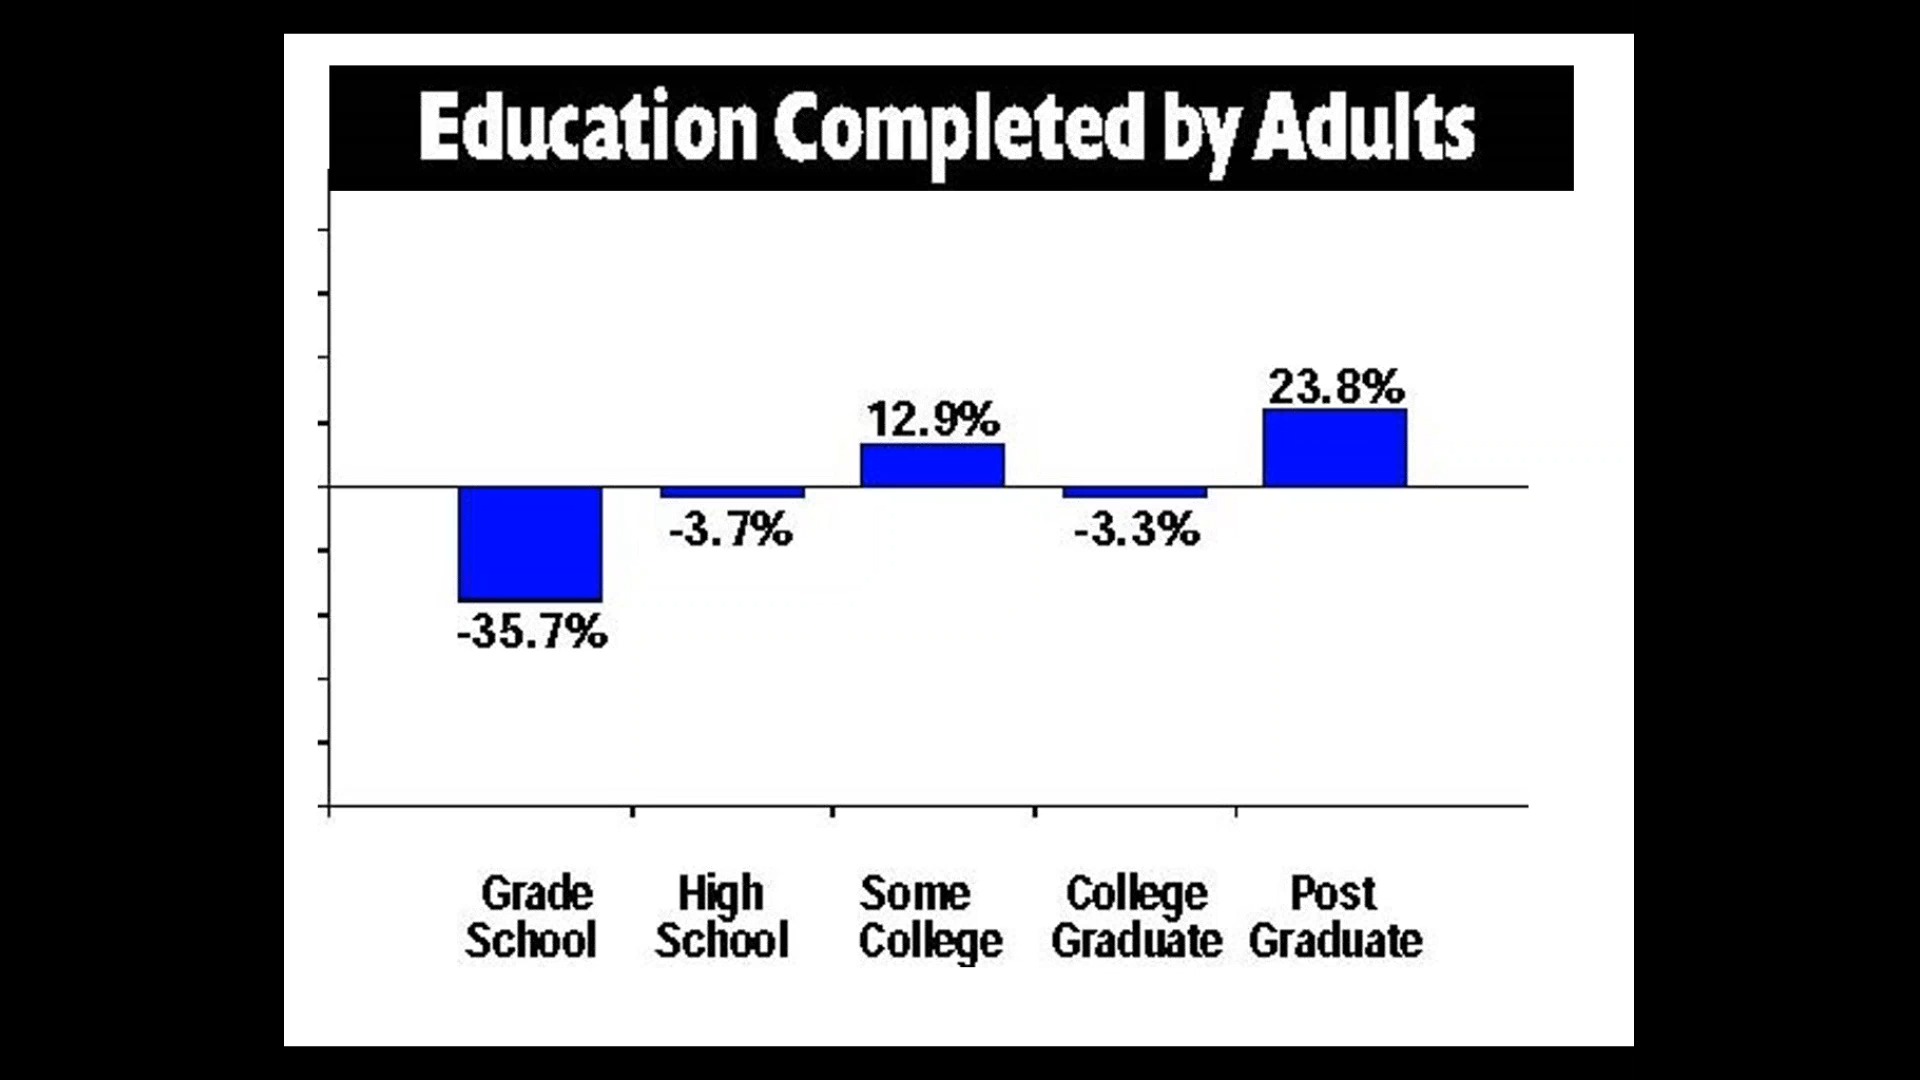 Education Completed by Adults
23.8%
12.9%
-3.7%
-3.3%
-35.7%
Grade School
High School
Some College
College Graduate
Post Graduate